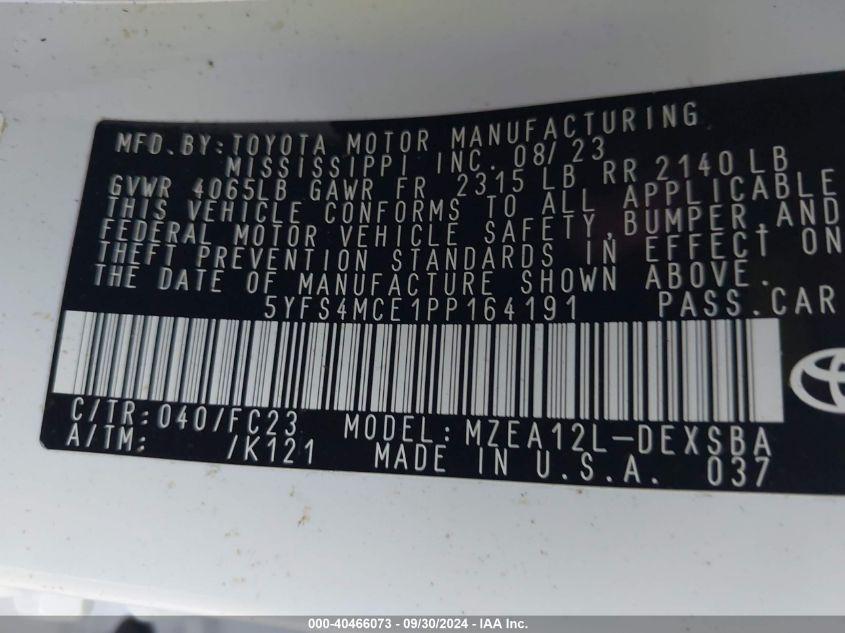 MFD. BY: TOYOTA MOTOR MANUFACTURING
MISSISSIPPI INC. 08/23
GVWR 4065LB GAWR FR 2315 LB RR 2140 LB
THIS VEHICLE CONFORMS TO ALL APPLICABLE
FEDERAL MOTOR VEHICLE SAFETY, BUMPER, AND
THEFT PREVENTION STANDARDS IN EFFECT ON
THE DATE OF MANUFACTURE SHOWN ABOVE.
5YFS4MCE1PP164191 PASS.CAR
C/TR: 040/FC23 MODEL: MZEA12L-DEXSBA
A/TM: /K121 MADE IN U.S.A. 037
000-40466073 - 09/30/2024 - IAA Inc.